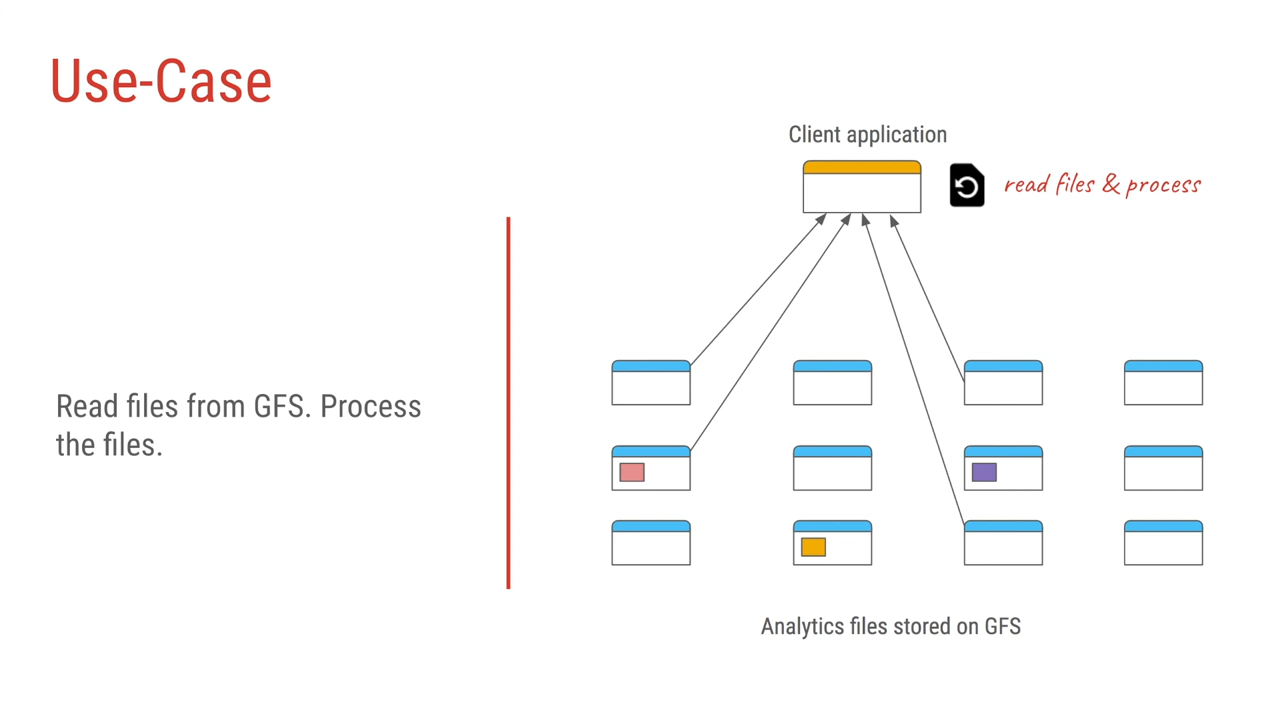 Use-Case
Client application
read files & process
Read files from GFS. Process
the files.
Analytics files stored on GFS